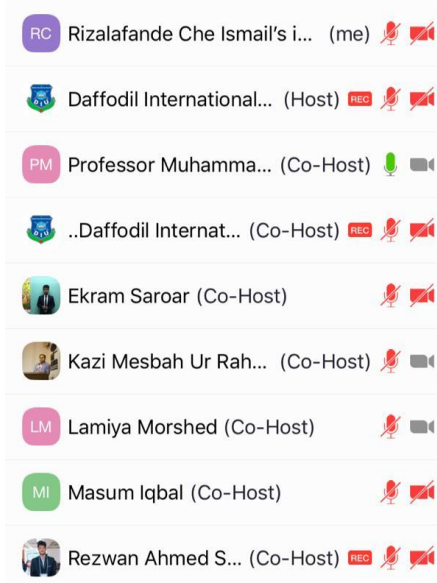 RC Rizalafande Che Ismail's i... (me)
Daffodil International... (Host) REC
PM Professor Muhamma... (Co-Host)
..Daffodil Internat... (Co-Host) REC
Ekram Saroar (Co-Host)
Kazi Mesbah Ur Rah... (Co-Host)
LM Lamiya Morshed (Co-Host)
MI Masum Iqbal (Co-Host)
Rezwan Ahmed S... (Co-Host) REC